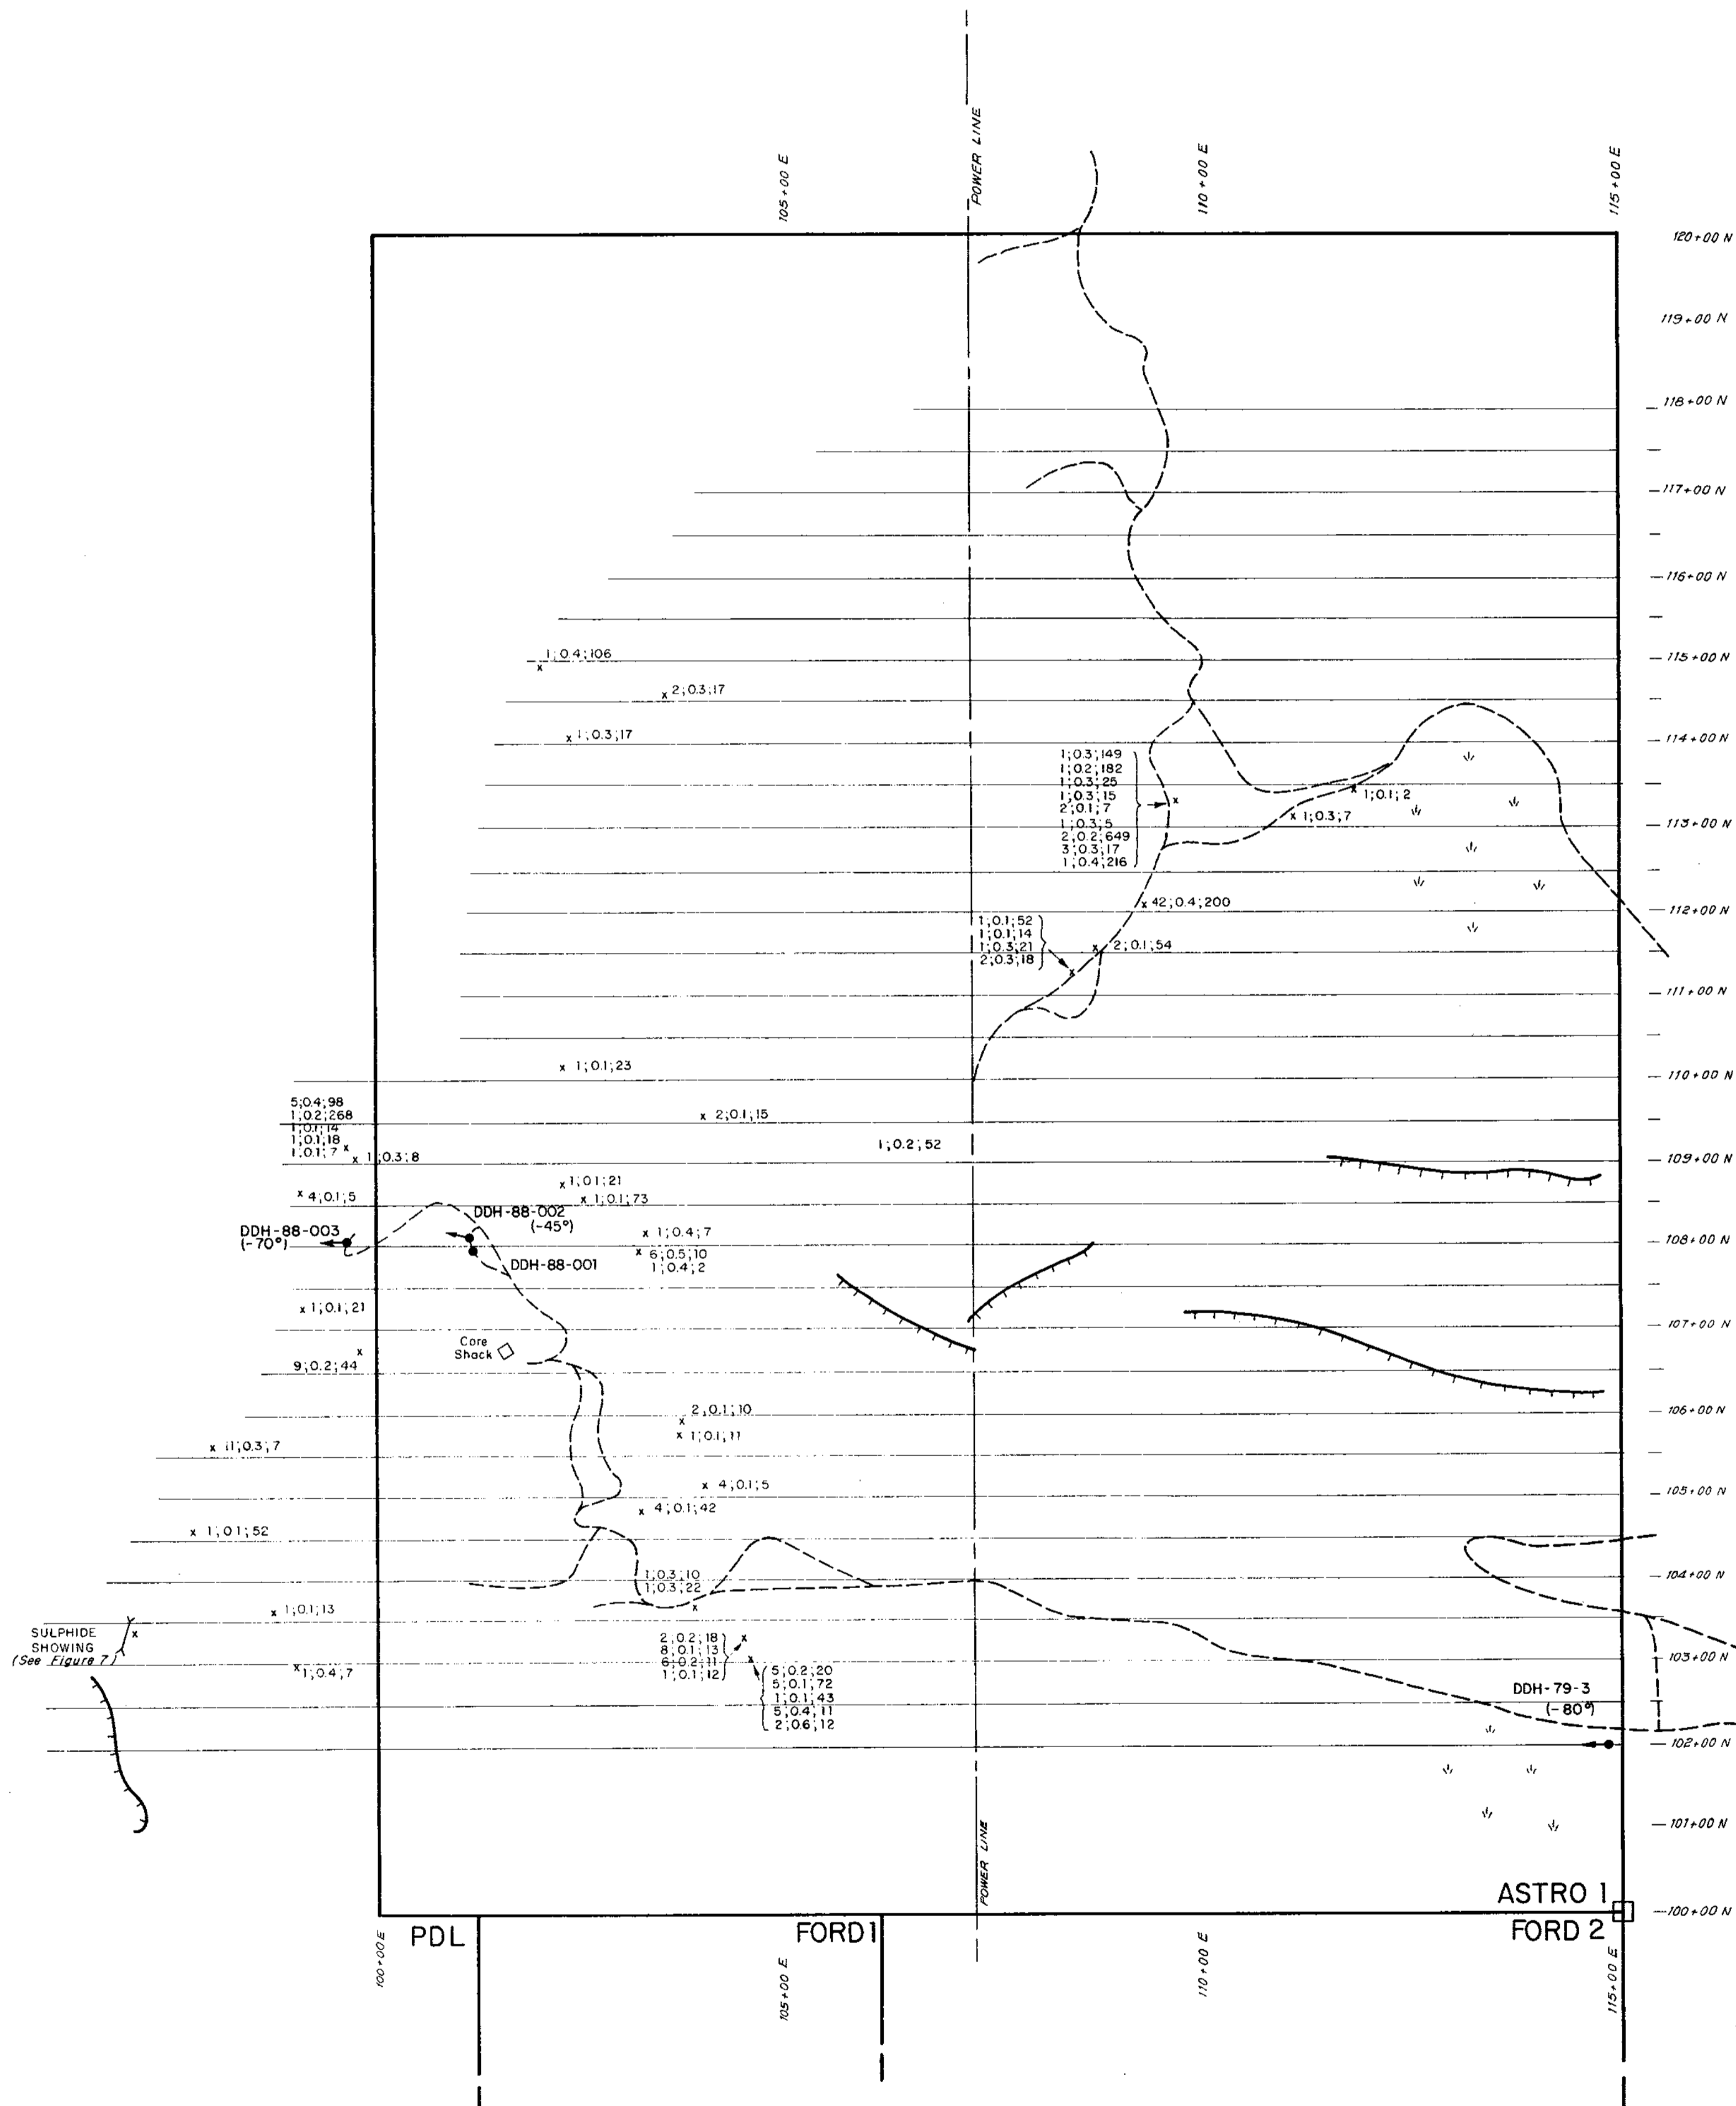 POWER LINE
105+00 E
110+00 E
115+00 E
120+00 N
119+00 N
118+00 N
117+00 N
116+00 N
1;0.4;106
115+00 N
2;0.3;17
1;0.3;17
114+00 N
1;0.3;149
1;0.2;182
1;0.3;25
1;0.3;15
2;0.1;7
1;0.3;5
2;0.2;649
3;0.3;17
1;0.4;216
1;0.1;2
1;0.3;7
113+00 N
42;0.4;200
112+00 N
1;0.1;52
1;0.1;14
1;0.3;21
2;0.3;18
2;0.1;54
111+00 N
1;0.1;23
110+00 N
5;0.4;98
1;0.2;268
1;0.1;14
1;0.1;18
1;0.1;7
1;0.3;8
2;0.1;15
1;0.2;52
109+00 N
4;0.1;5
1;0.1;21
1;0.1;73
DDH-88-002
(-45°)
DDH-88-003
(-70°)
1;0.4;7
108+00 N
6;0.5;10
1;0.4;2
DDH-88-001
1;0.1;21
107+00 N
Core
Shack
9;0.2;44
2;0.1;10
106+00 N
1;0.1;11
11;0.3;7
4;0.1;5
105+00 N
4;0.1;42
1;0.1;52
1;0.3;10
1;0.3;22
104+00 N
1;0.1;13
SULPHIDE
SHOWING
(See Figure 7)
2;0.2;18
8;0.1;13
6;0.2;11
1;0.1;12
103+00 N
1;0.4;7
5;0.2;20
5;0.1;72
1;0.1;43
5;0.4;11
2;0.6;12
DDH-79-3
(-80°)
102+00 N
101+00 N
POWER LINE
ASTRO 1
100+00 N
PDL
FORD 1
FORD 2
100+00 E
105+00 E
110+00 E
115+00 E